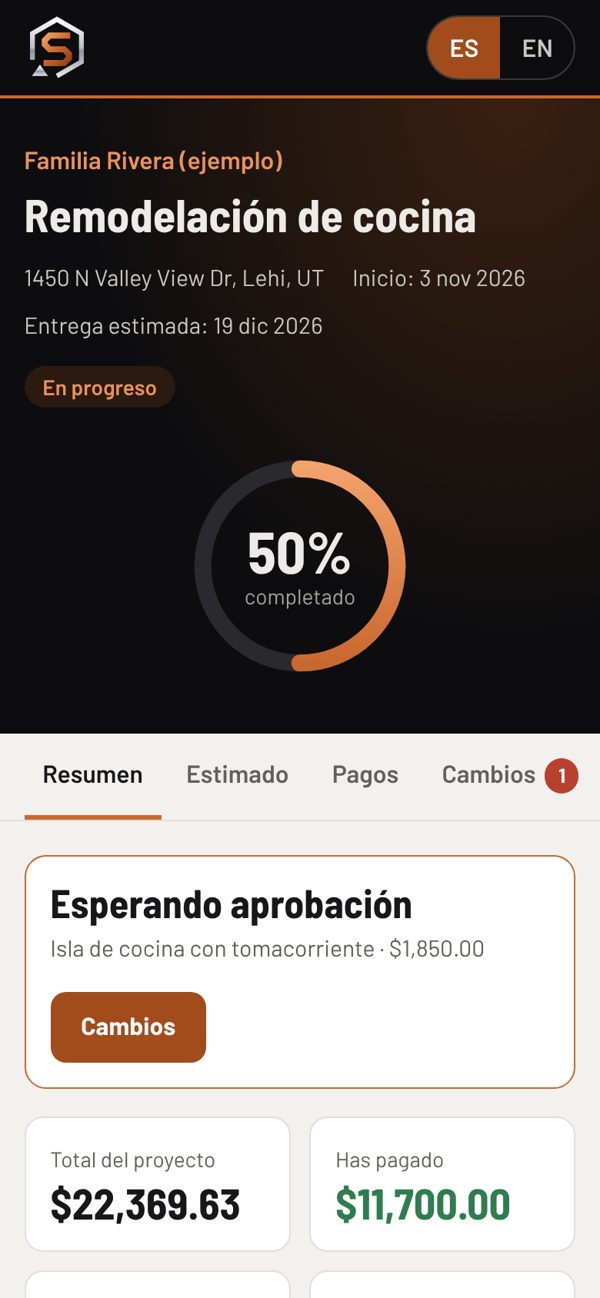 S
ES EN
Familia Rivera (ejemplo)
Remodelación de cocina
1450 N Valley View Dr, Lehi, UT Inicio: 3 nov 2026
Entrega estimada: 19 dic 2026
En progreso
50%
completado
Resumen Estimado Pagos Cambios 1
Esperando aprobación
Isla de cocina con tomacorriente · $1,850.00
Cambios
Total del proyecto
$22,369.63
Has pagado
$11,700.00